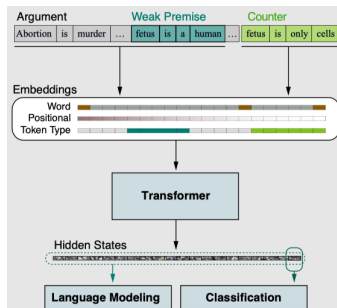 Argument Weak Premise Counter
Abortion is murder ... fetus is a human ... fetus is only cells
Embeddings
Word
Positional
Token Type
Transformer
Hidden States
Language Modeling Classification